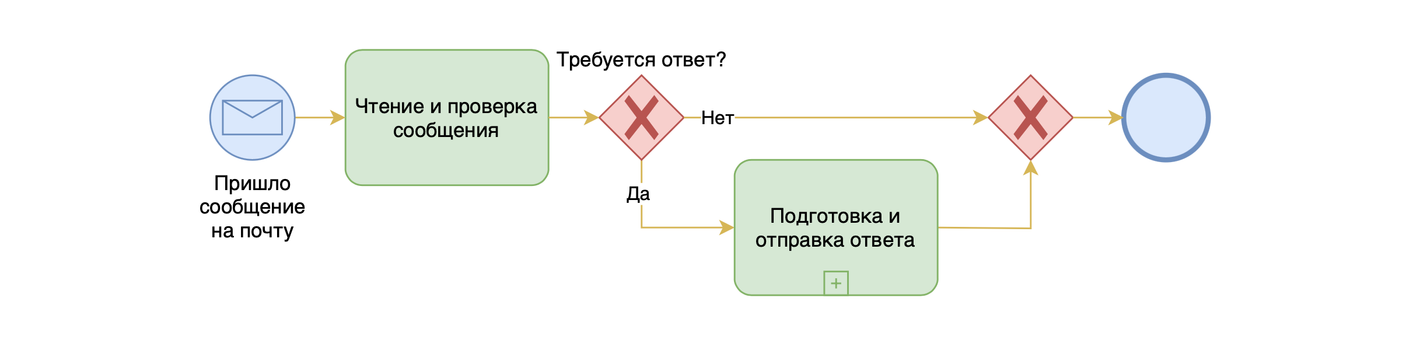 Требуется ответ?
Чтение и проверка
сообщения
Нет
Пришло
сообщение
на почту
Да
Подготовка и
отправка ответа